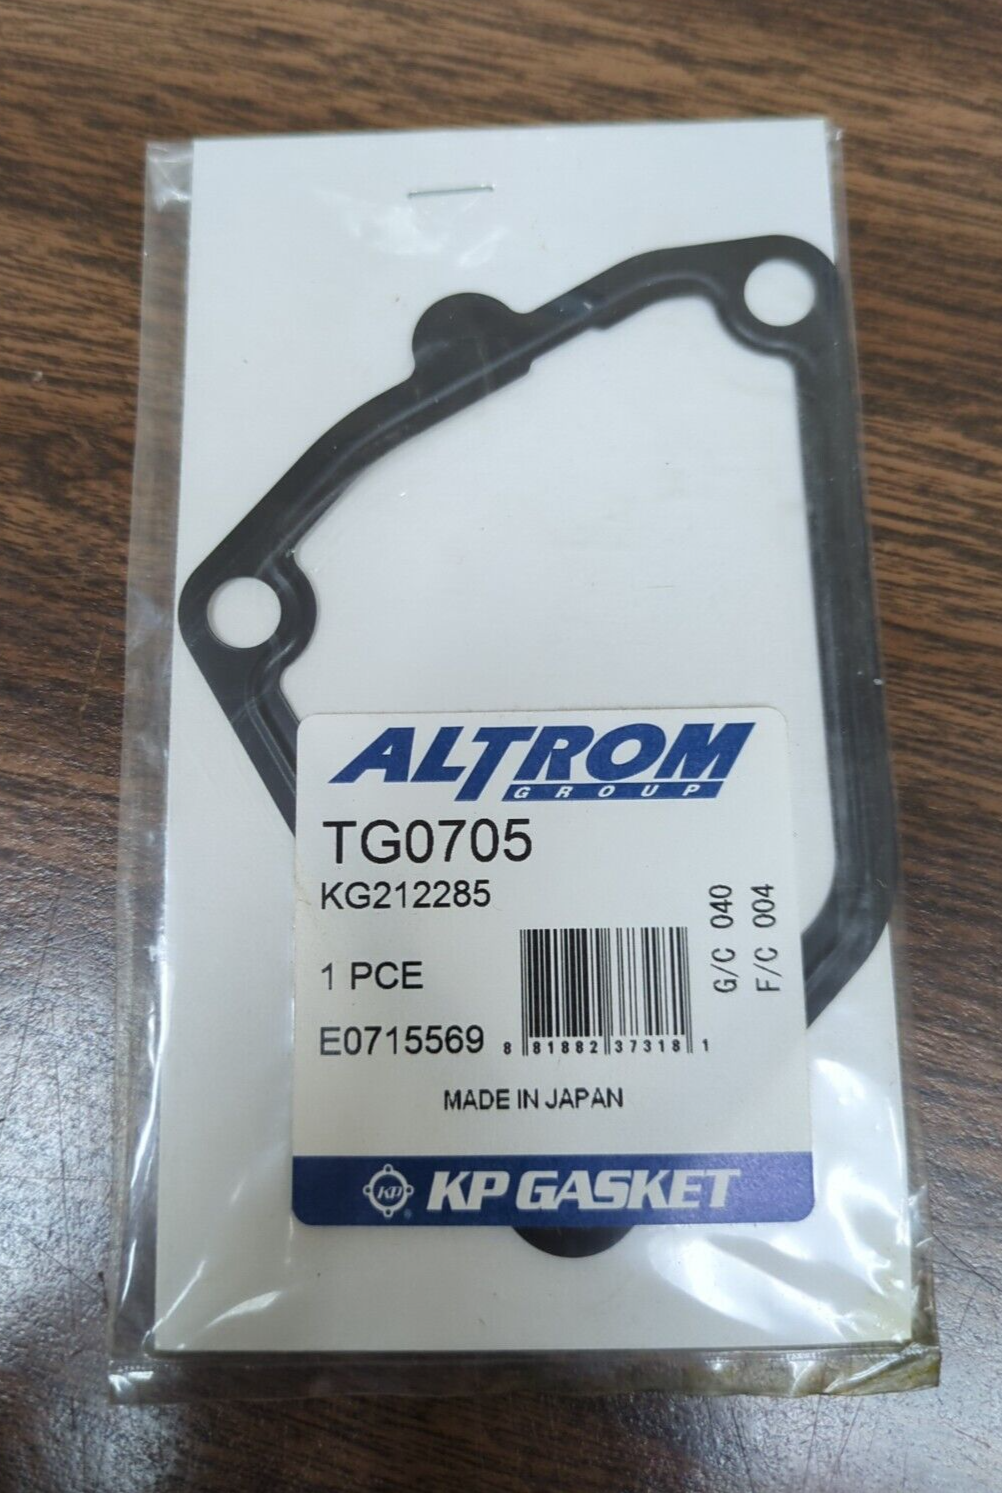 ALTROM
GROUP
TG0705
KG212285
1 PCE
E0715569
8 81882 37318 1
G/C 040
F/C 004
MADE IN JAPAN
KP
KP GASKET